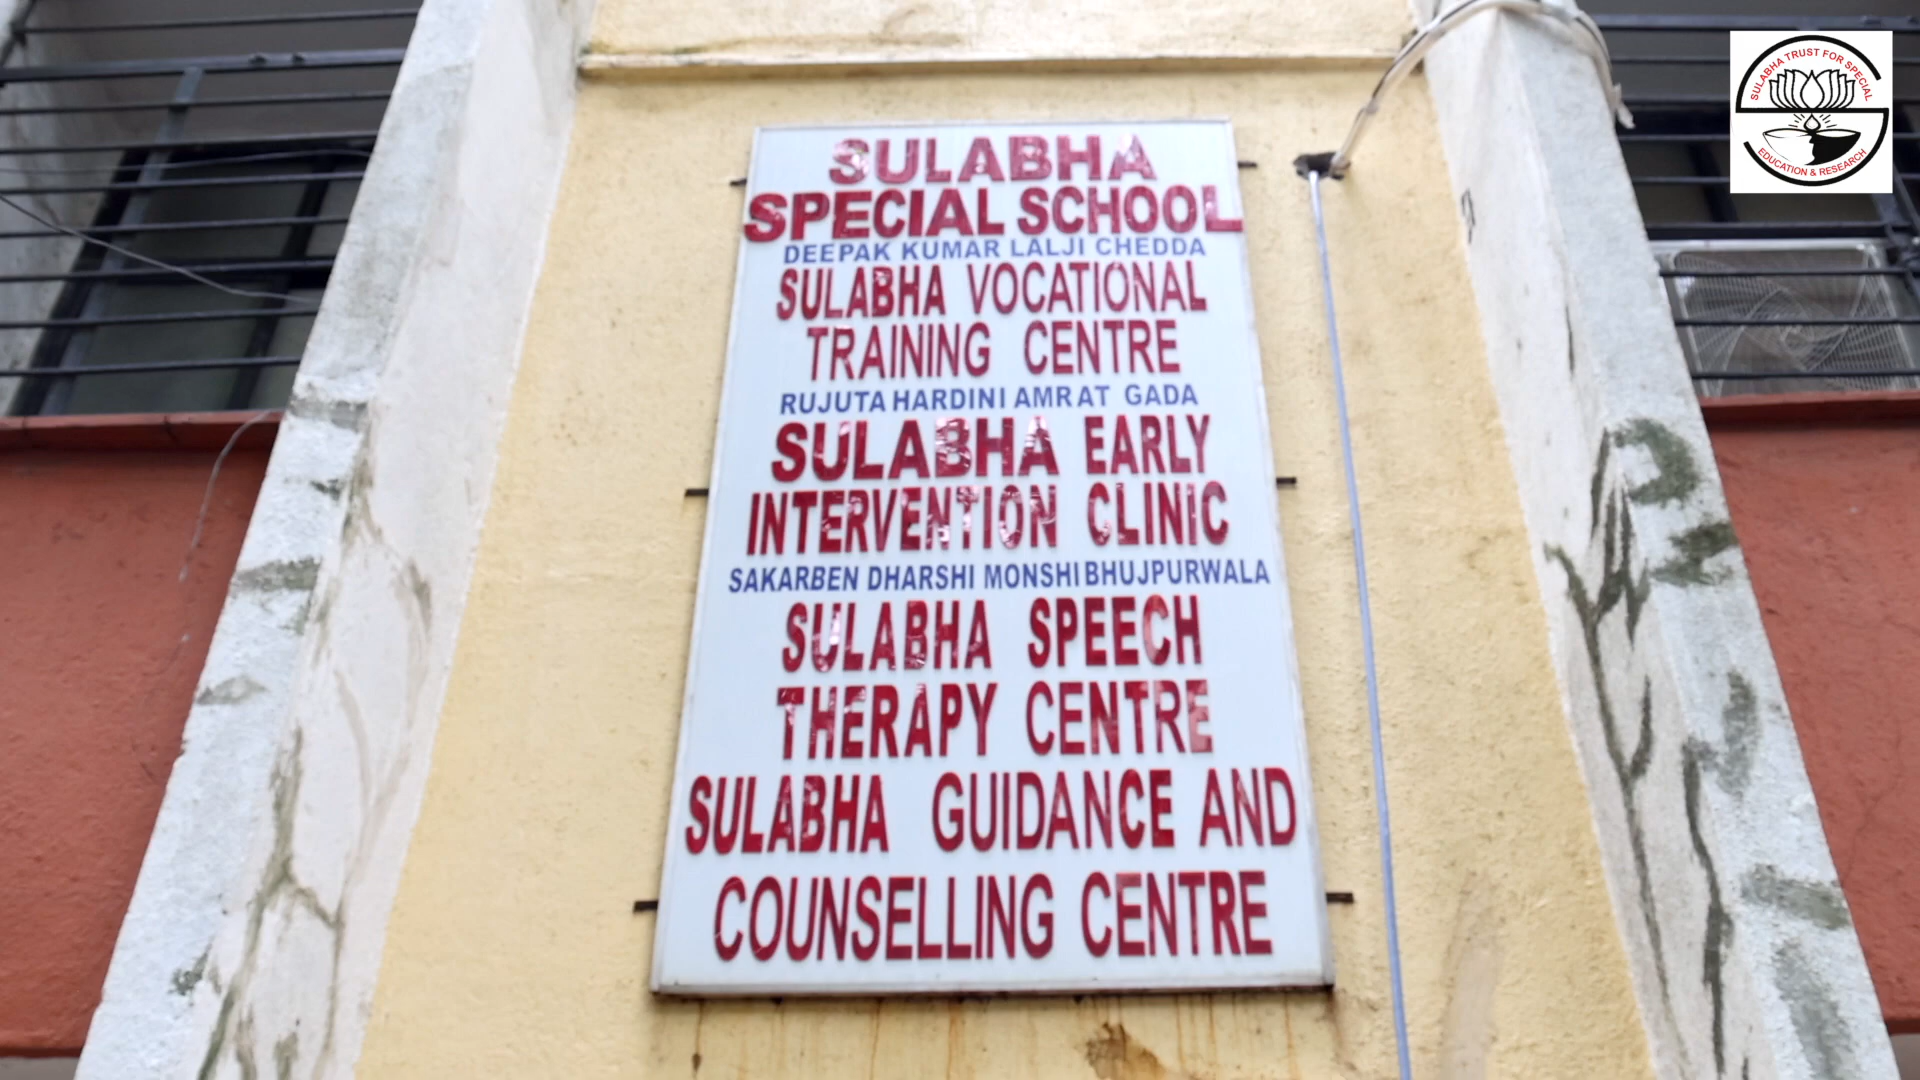 SULABHA
SPECIAL SCHOOL
DEEPAK KUMAR LALJI CHEDDA
SULABHA VOCATIONAL
TRAINING CENTRE
RUJUTA HARDINI AMRAT GADA
SULABHA EARLY
INTERVENTION CLINIC
SAKARBEN DHARSHI MONSHI BHUJPURWALA
SULABHA SPEECH
THERAPY CENTRE
SULABHA GUIDANCE AND
COUNSELLING CENTRE
SULABHA TRUST FOR SPECIAL
EDUCATION & RESEARCH